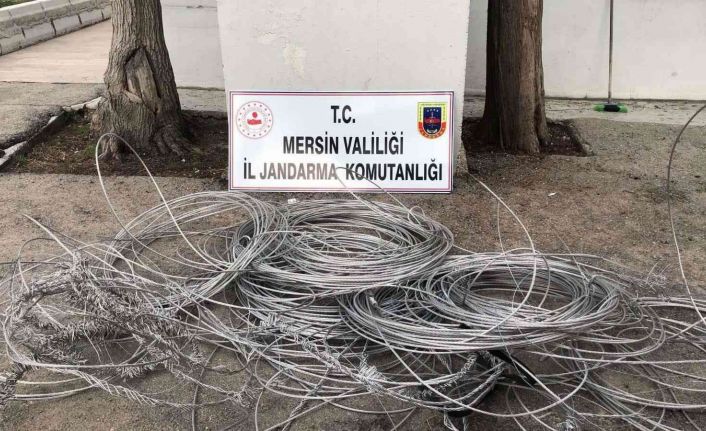 T.C.
MERSİN VALİLİĞİ
İL JANDARMA KOMUTANLIĞI